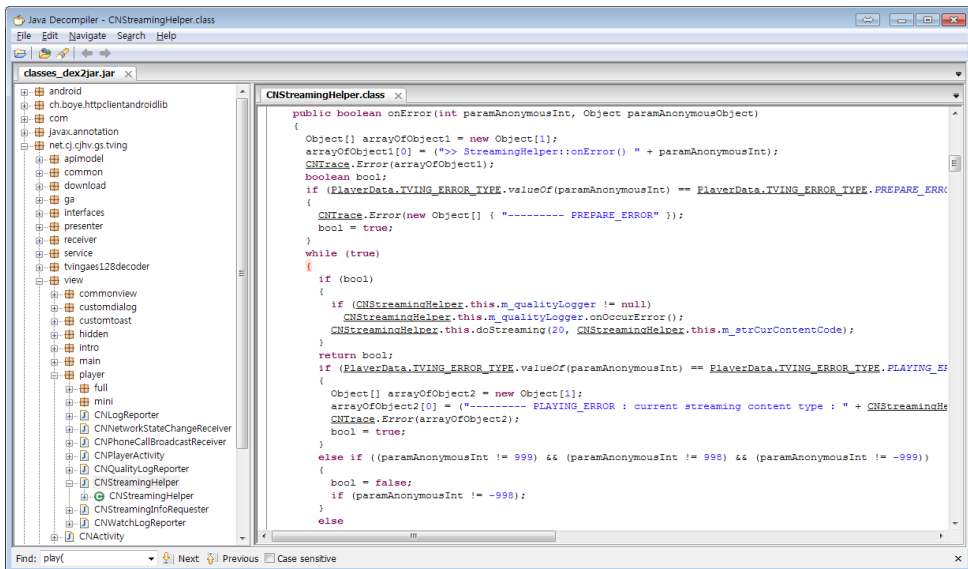 Java Decompiler - CNStreamingHelper.class
File Edit Navigate Search Help
classes_dex2jar.jar
android
ch.boye.httpclientandroidlib
com
javax.annotation
net.cj.cjhv.gs.tving
apimodel
common
download
ga
interfaces
presenter
receiver
service
tvingaes128decoder
view
commonview
customdialog
customtoast
hidden
intro
main
player
full
mini
CNLogReporter
CNNetworkStateChangeReceiver
CNPhoneCallBroadcastReceiver
CNPlayerActivity
CNQualityLogReporter
CNStreamingHelper
CNStreamingHelper
CNStreamingInfoRequester
CNWatchLogReporter
CNActivity
CNStreamingHelper.class
public boolean onError(int paramAnonymousInt, Object paramAnonymousObject)
{
Object[] arrayOfObject1 = new Object[1];
arrayOfObject1[0] = (">> StreamingHelper::onError() " + paramAnonymousInt);
CNTrace.Error(arrayOfObject1);
boolean bool;
if (PlayerData.TVING_ERROR_TYPE.valueOf(paramAnonymousInt) == PlayerData.TVING_ERROR_TYPE.PREPARE_ERRO
{
CNTrace.Error(new Object[] { "--------- PREPARE_ERROR" });
bool = true;
}
while (true)
{
if (bool)
{
if (CNStreamingHelper.this.m_qualityLogger != null)
CNStreamingHelper.this.m_qualityLogger.onOccurError();
CNStreamingHelper.this.doStreaming(20, CNStreamingHelper.this.m_strCurContentCode);
}
return bool;
if (PlayerData.TVING_ERROR_TYPE.valueOf(paramAnonymousInt) == PlayerData.TVING_ERROR_TYPE.PLAYING_ER
{
Object[] arrayOfObject2 = new Object[1];
arrayOfObject2[0] = ("--------- PLAYING_ERROR : current streaming content type : " + CNStreamingHe
CNTrace.Error(arrayOfObject2);
bool = true;
}
else if ((paramAnonymousInt != 999) && (paramAnonymousInt != 998) && (paramAnonymousInt != -999))
{
bool = false;
if (paramAnonymousInt != -998);
}
else
Find: play( Next Previous Case sensitive